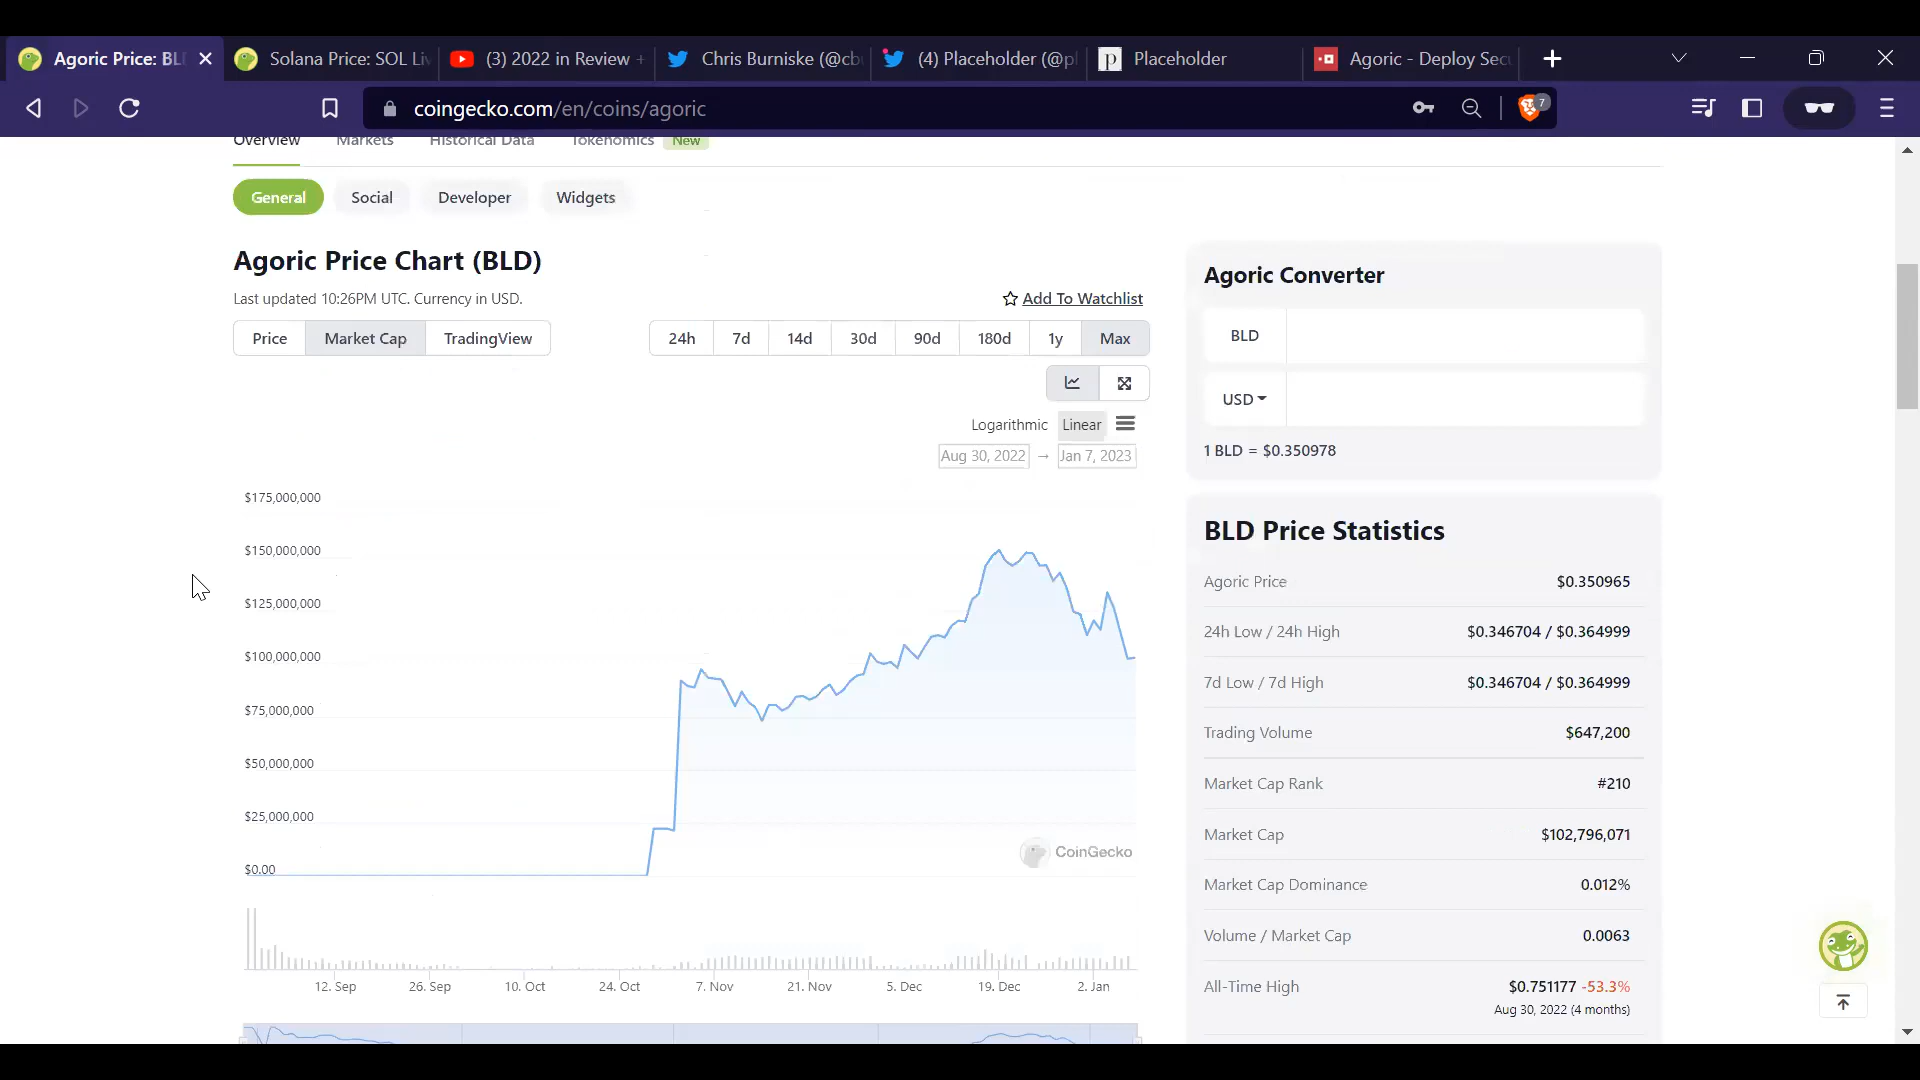 Agoric Price: BL
Solana Price: SOL Liv
(3) 2022 in Review +
Chris Burniske (@cb
(4) Placeholder (@pl
Placeholder
Agoric - Deploy Secu
coingecko.com/en/coins/agoric
7
Overview
Markets
Historical Data
Tokenomics
New
General
Social
Developer
Widgets
Agoric Price Chart (BLD)
Last updated 10:26PM UTC. Currency in USD.
Add To Watchlist
Price
Market Cap
TradingView
24h
7d
14d
30d
90d
180d
1y
Max
Logarithmic
Linear
Aug 30, 2022 → Jan 7, 2023
$175,000,000
$150,000,000
$125,000,000
$100,000,000
$75,000,000
$50,000,000
$25,000,000
$0.00
CoinGecko
12. Sep
26. Sep
10. Oct
24. Oct
7. Nov
21. Nov
5. Dec
19. Dec
2. Jan
Agoric Converter
BLD
USD
1 BLD = $0.350978
BLD Price Statistics
Agoric Price $0.350965
24h Low / 24h High $0.346704 / $0.364999
7d Low / 7d High $0.346704 / $0.364999
Trading Volume $647,200
Market Cap Rank #210
Market Cap $102,796,071
Market Cap Dominance 0.012%
Volume / Market Cap 0.0063
All-Time High $0.751177 -53.3%
Aug 30, 2022 (4 months)